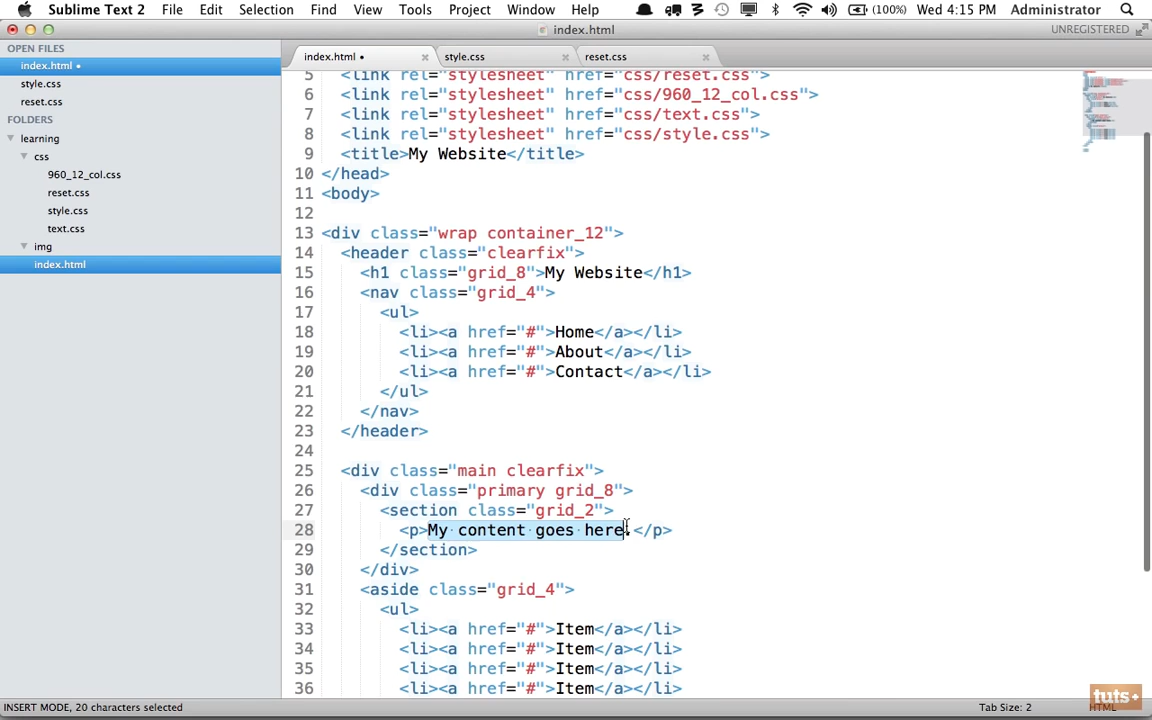 Sublime Text 2 File Edit Selection Find View Tools Project Window Help (100%) Wed 4:15 PM Administrator
index.html UNREGISTERED
OPEN FILES
index.html
style.css
reset.css
FOLDERS
learning
css
960_12_col.css
reset.css
style.css
text.css
img
index.html
index.html style.css reset.css
5 <link rel="stylesheet" href="css/reset.css">
6 <link rel="stylesheet" href="css/960_12_col.css">
7 <link rel="stylesheet" href="css/text.css">
8 <link rel="stylesheet" href="css/style.css">
9 <title>My Website</title>
10 </head>
11 <body>
12
13 <div class="wrap container_12">
14 <header class="clearfix">
15 <h1 class="grid_8">My Website</h1>
16 <nav class="grid_4">
17 <ul>
18 <li><a href="#">Home</a></li>
19 <li><a href="#">About</a></li>
20 <li><a href="#">Contact</a></li>
21 </ul>
22 </nav>
23 </header>
24
25 <div class="main clearfix">
26 <div class="primary grid_8">
27 <section class="grid_2">
28 <p>My content goes here.</p>
29 </section>
30 </div>
31 <aside class="grid_4">
32 <ul>
33 <li><a href="#">Item</a></li>
34 <li><a href="#">Item</a></li>
35 <li><a href="#">Item</a></li>
36 <li><a href="#">Item</a></li>
INSERT MODE, 20 characters selected Tab Size: 2 HTML
tuts+